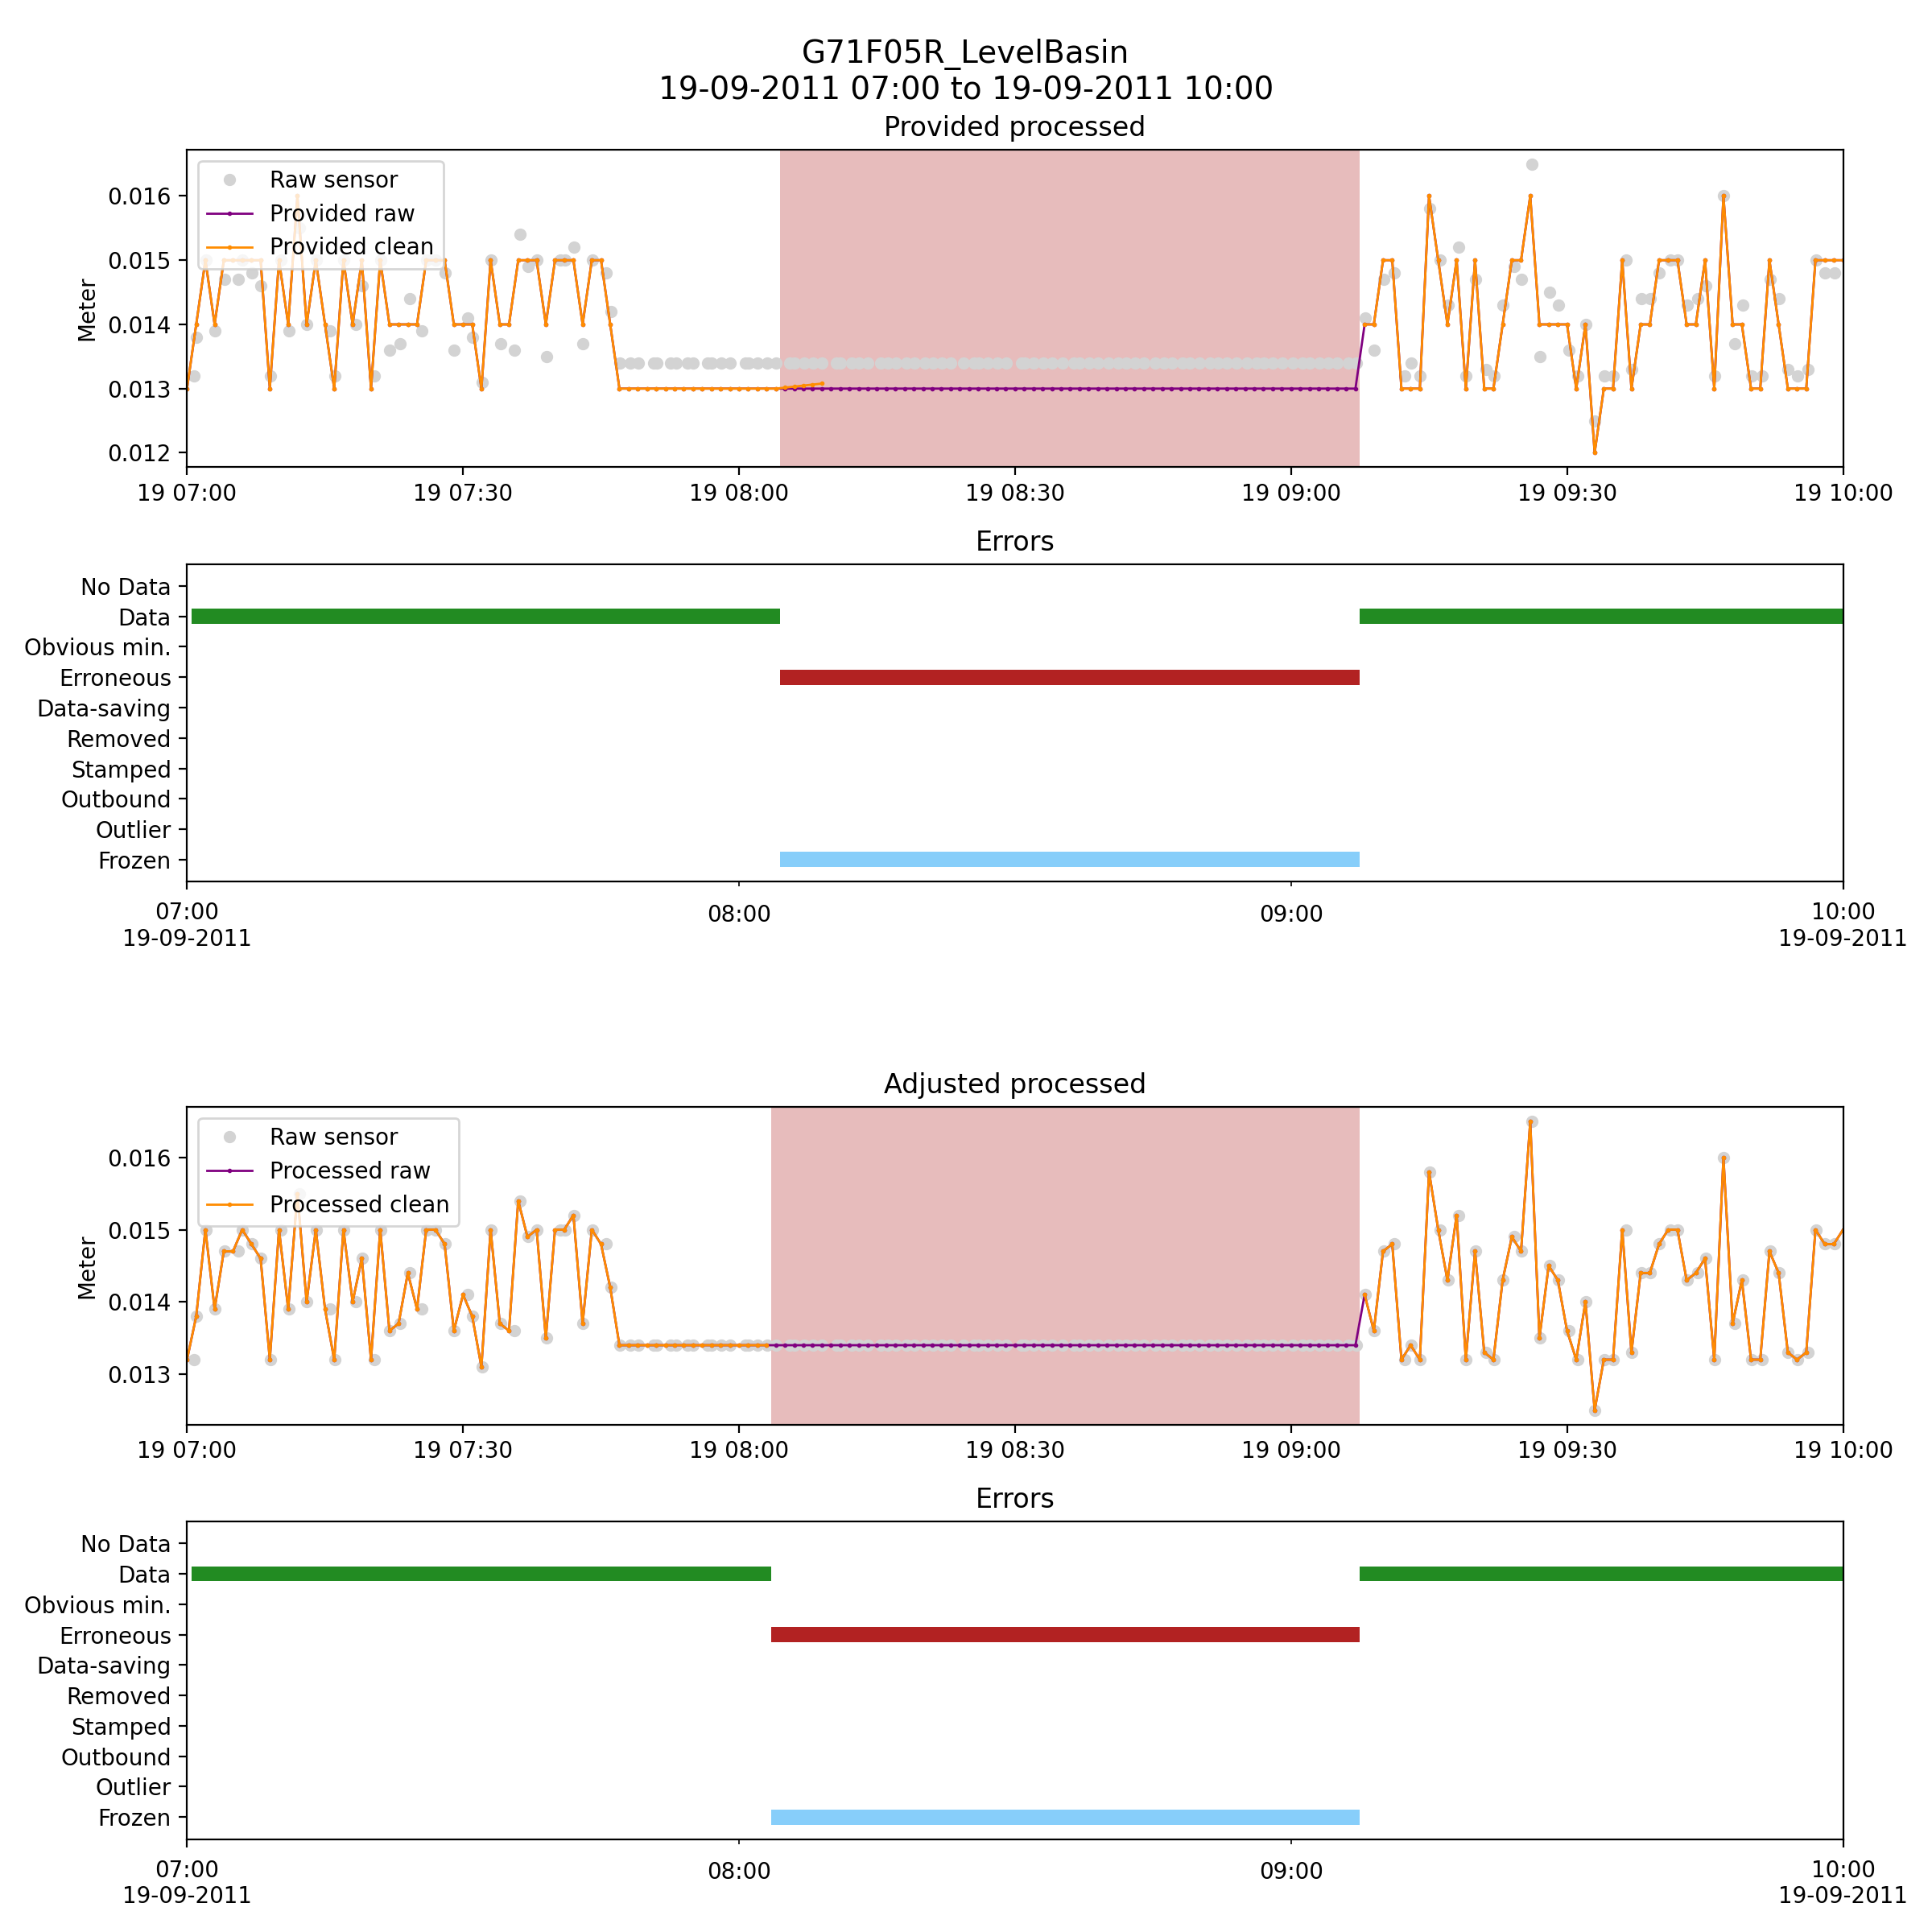 G71F05R_LevelBasin
19-09-2011 07:00 to 19-09-2011 10:00
Provided processed
Raw sensor
Provided raw
Provided clean
Meter
0.016
0.015
0.014
0.013
0.012
19 07:00 19 07:30 19 08:00 19 08:30 19 09:00 19 09:30 19 10:00
Errors
No Data
Data
Obvious min.
Erroneous
Data-saving
Removed
Stamped
Outbound
Outlier
Frozen
07:00 08:00 09:00 10:00
19-09-2011 19-09-2011
Adjusted processed
Raw sensor
Processed raw
Processed clean
Meter
0.016
0.015
0.014
0.013
19 07:00 19 07:30 19 08:00 19 08:30 19 09:00 19 09:30 19 10:00
Errors
No Data
Data
Obvious min.
Erroneous
Data-saving
Removed
Stamped
Outbound
Outlier
Frozen
07:00 08:00 09:00 10:00
19-09-2011 19-09-2011